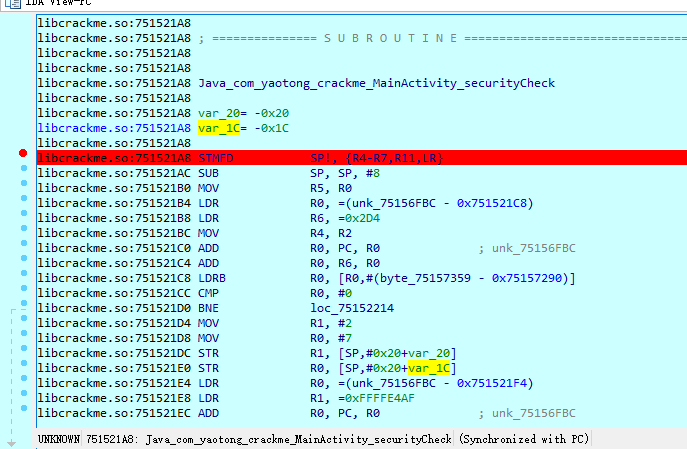 IDA View-PC
libcrackme.so:751521A8
libcrackme.so:751521A8 ; =============== S U B R O U T I N E =======================================
libcrackme.so:751521A8
libcrackme.so:751521A8
libcrackme.so:751521A8 Java_com_yaotong_crackme_MainActivity_securityCheck
libcrackme.so:751521A8
libcrackme.so:751521A8 var_20= -0x20
libcrackme.so:751521A8 var_1C= -0x1C
libcrackme.so:751521A8
libcrackme.so:751521A8 STMFD SP!, {R4-R7,R11,LR}
libcrackme.so:751521AC SUB SP, SP, #8
libcrackme.so:751521B0 MOV R5, R0
libcrackme.so:751521B4 LDR R0, =(unk_75156FBC - 0x751521C8)
libcrackme.so:751521B8 LDR R6, =0x2D4
libcrackme.so:751521BC MOV R4, R2
libcrackme.so:751521C0 ADD R0, PC, R0 ; unk_75156FBC
libcrackme.so:751521C4 ADD R0, R6, R0
libcrackme.so:751521C8 LDRB R0, [R0,#(byte_75157359 - 0x75157290)]
libcrackme.so:751521CC CMP R0, #0
libcrackme.so:751521D0 BNE loc_75152214
libcrackme.so:751521D4 MOV R1, #2
libcrackme.so:751521D8 MOV R0, #7
libcrackme.so:751521DC STR R1, [SP,#0x20+var_20]
libcrackme.so:751521E0 STR R0, [SP,#0x20+var_1C]
libcrackme.so:751521E4 LDR R0, =(unk_75156FBC - 0x751521F4)
libcrackme.so:751521E8 LDR R1, =0xFFFFE4AF
libcrackme.so:751521EC ADD R0, PC, R0 ; unk_75156FBC
UNKNOWN 751521A8: Java_com_yaotong_crackme_MainActivity_securityCheck (Synchronized with PC)